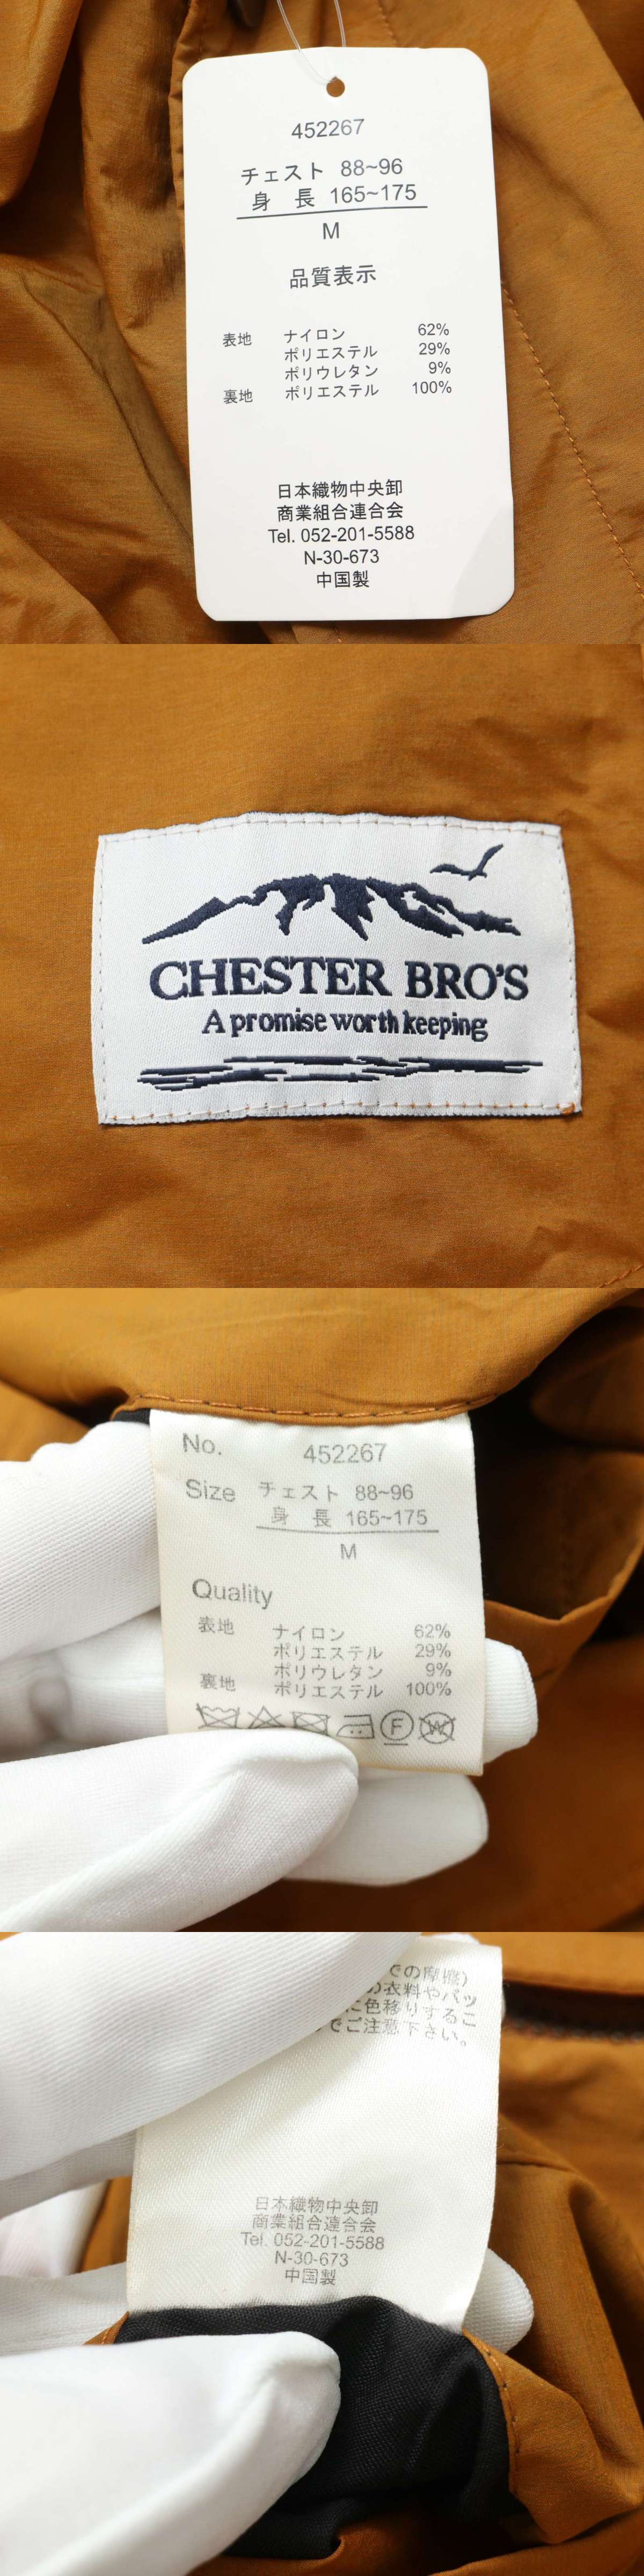 452267
チェスト 88~96
身 長 165~175
M
品質表示
表地 ナイロン 62%
ポリエステル 29%
ポリウレタン 9%
裏地 ポリエステル 100%
日本織物中央卸
商業組合連合会
Tel. 052-201-5588
N-30-673
中国製
CHESTER BRO'S
A promise worth keeping
No. 452267
Size チェスト 88~96
身 長 165~175
M
Quality
表地 ナイロン 62%
ポリエステル 29%
ポリウレタン 9%
裏地 ポリエステル 100%
F W
での摩擦)
の衣料やバッ
に色移りするこ
でご注意下さい。
日本織物中央卸
商業組合連合会
Tel. 052-201-5588
N-30-673
中国製